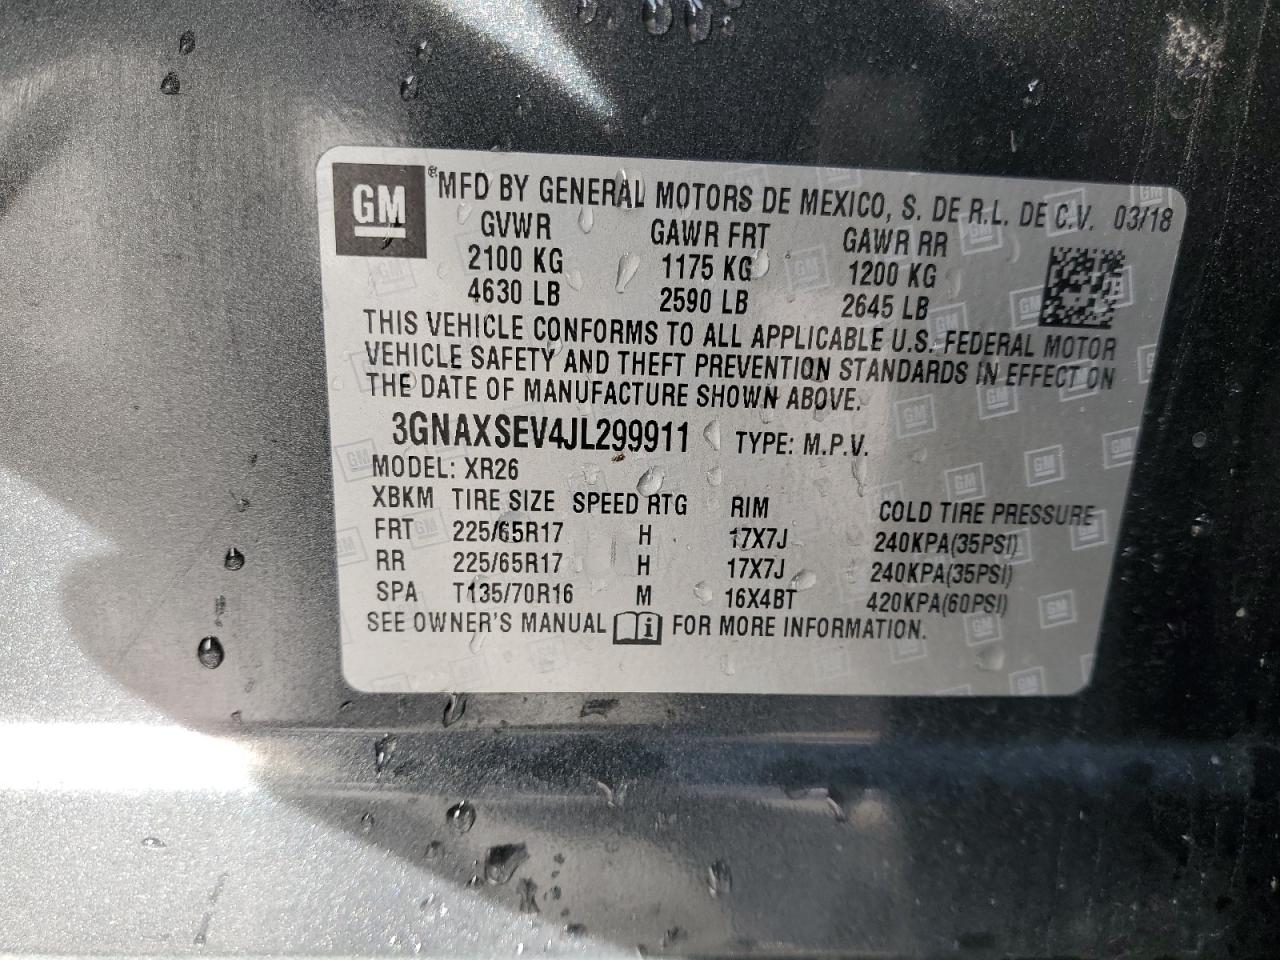 GM ® MFD BY GENERAL MOTORS DE MEXICO, S. DE R.L. DE C.V. 03/18
GVWR GAWR FRT GAWR RR
2100 KG 1175 KG 1200 KG
4630 LB 2590 LB 2645 LB
THIS VEHICLE CONFORMS TO ALL APPLICABLE U.S. FEDERAL MOTOR
VEHICLE SAFETY AND THEFT PREVENTION STANDARDS IN EFFECT ON
THE DATE OF MANUFACTURE SHOWN ABOVE.
3GNAXSEV4JL299911 TYPE: M.P.V.
MODEL: XR26
XBKM TIRE SIZE SPEED RTG RIM COLD TIRE PRESSURE
FRT 225/65R17 H 17X7J 240KPA(35PSI)
RR 225/65R17 H 17X7J 240KPA(35PSI)
SPA T135/70R16 M 16X4BT 420KPA(60PSI)
SEE OWNER'S MANUAL i FOR MORE INFORMATION.